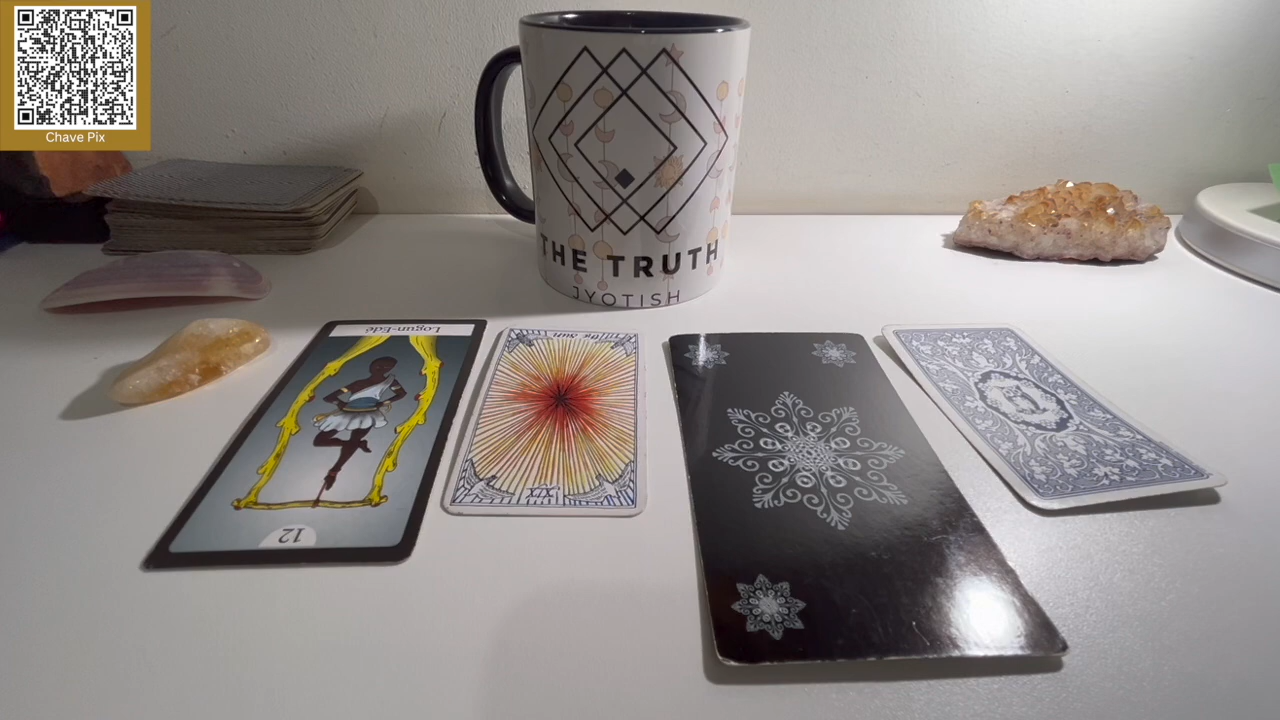 Chave Pix
THE TRUTH
JYOTISH
Logun-Edé
12
The Sun
XIX